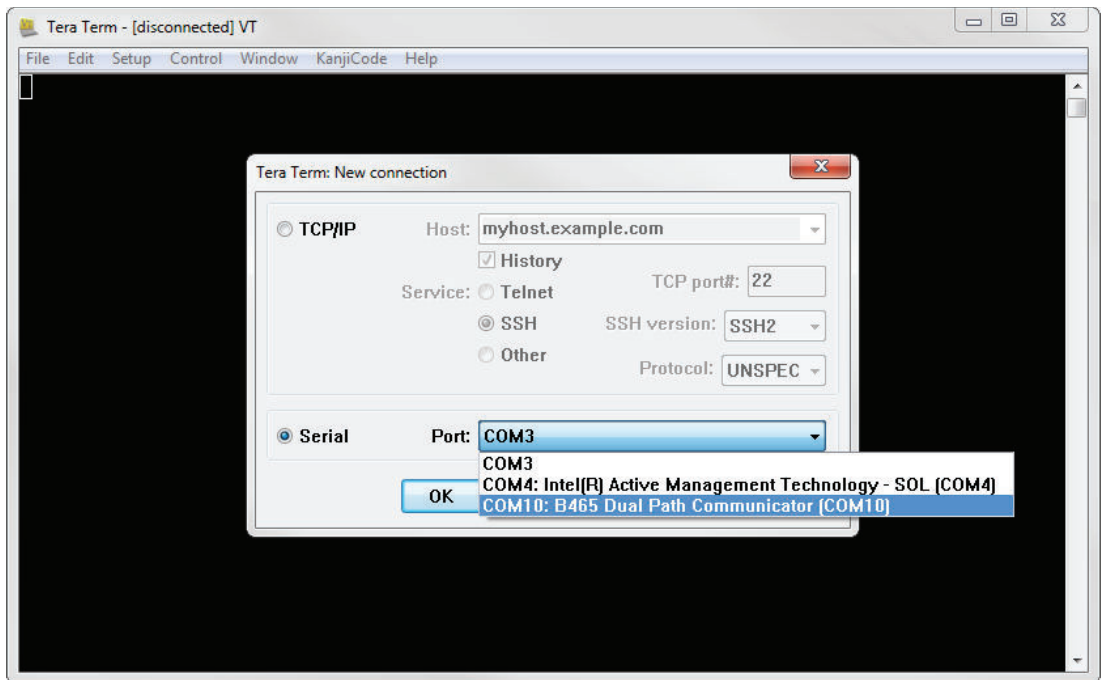 Tera Term - [disconnected] VT
File Edit Setup Control Window KanjiCode Help
Tera Term: New connection
TCP/IP Host: myhost.example.com
History
Service: Telnet TCP port#: 22
SSH SSH version: SSH2
Other Protocol: UNSPEC
Serial Port: COM3
COM3
COM4: Intel(R) Active Management Technology - SOL (COM4)
OK COM10: B465 Dual Path Communicator (COM10)